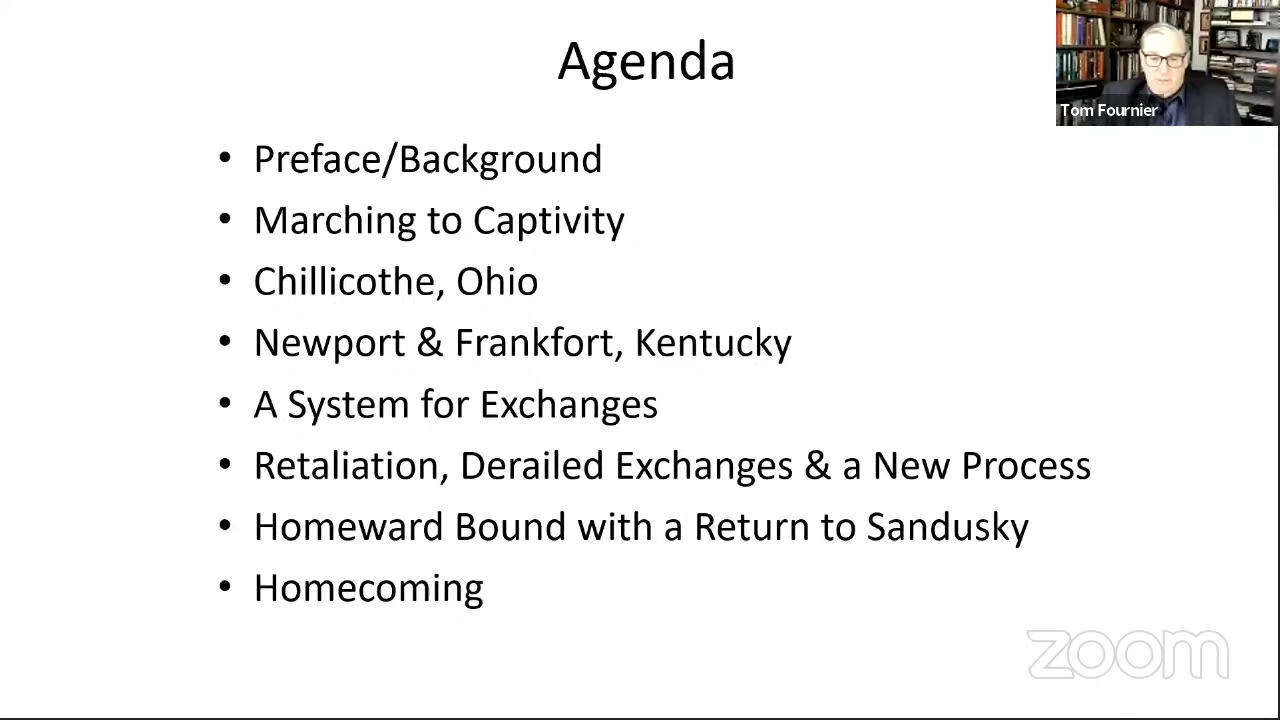 Agenda
Tom Fournier
• Preface/Background
• Marching to Captivity
• Chillicothe, Ohio
• Newport & Frankfort, Kentucky
• A System for Exchanges
• Retaliation, Derailed Exchanges & a New Process
• Homeward Bound with a Return to Sandusky
• Homecoming
zoom